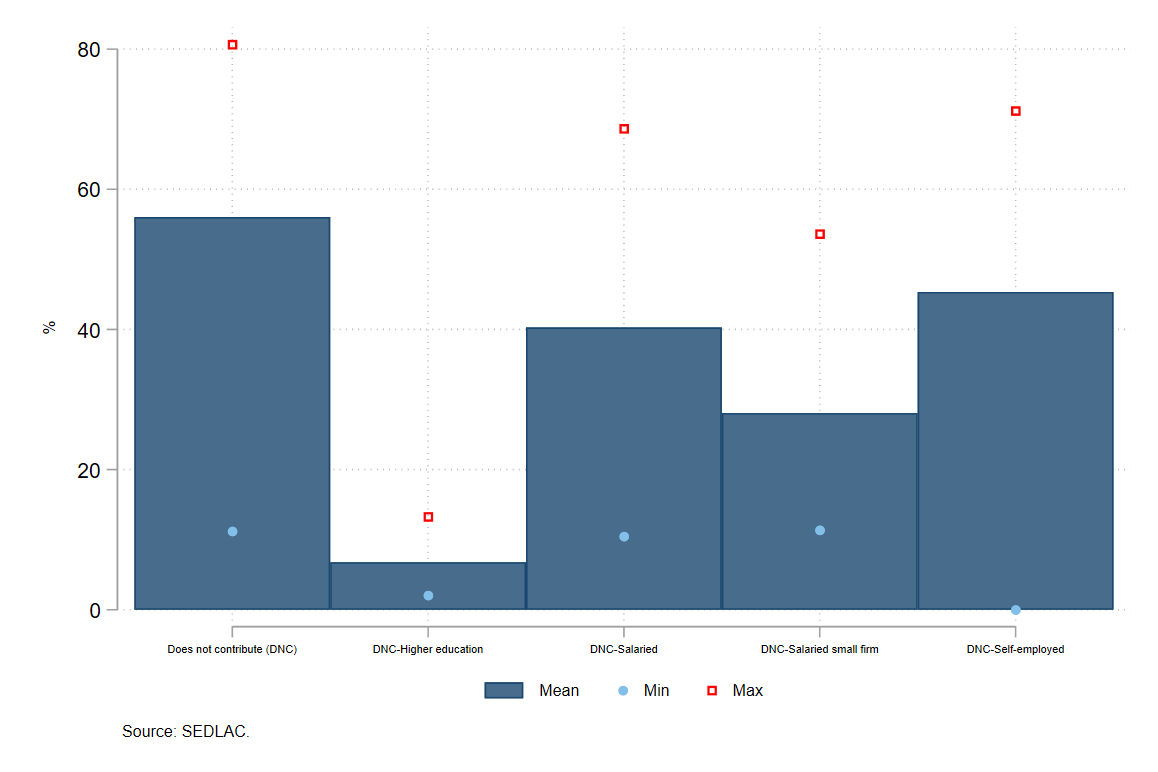 80
60
40
20
0
%
Does not contribute (DNC)
DNC-Higher education
DNC-Salaried
DNC-Salaried small firm
DNC-Self-employed
Mean
Min
Max
Source: SEDLAC.